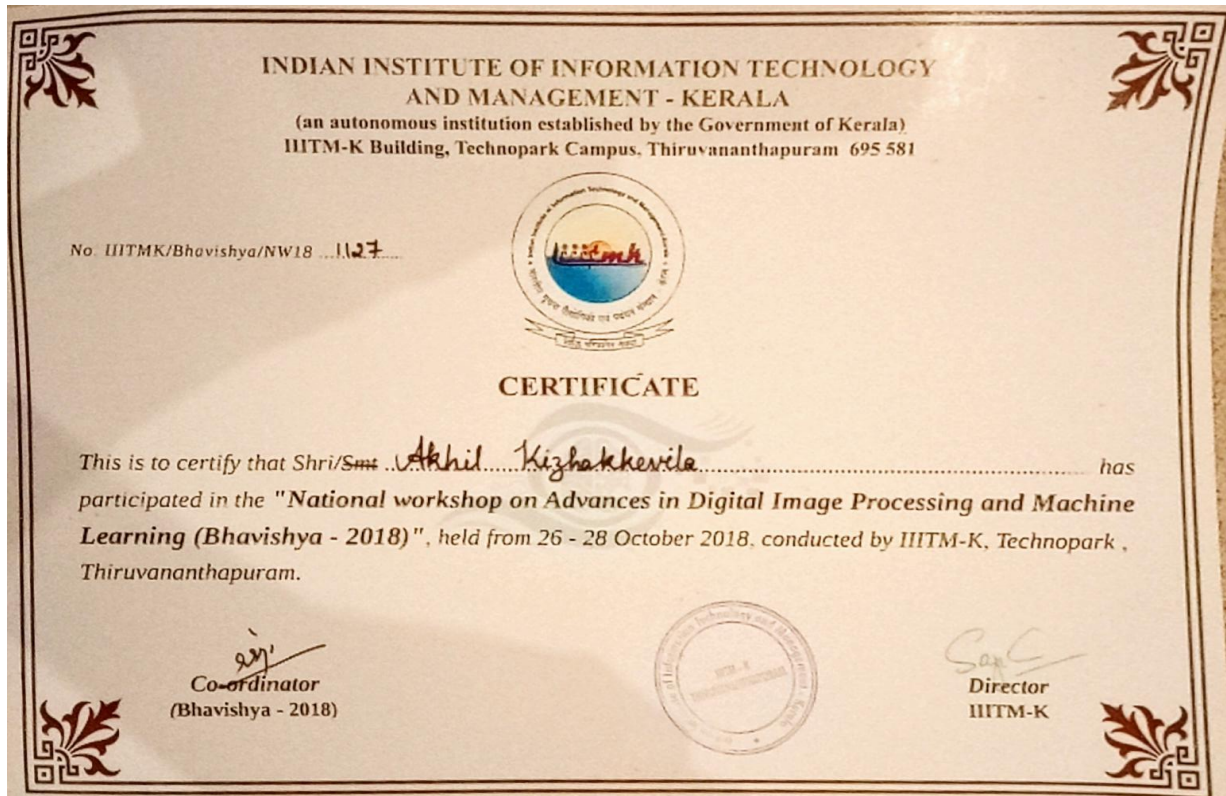 INDIAN INSTITUTE OF INFORMATION TECHNOLOGY
AND MANAGEMENT - KERALA
(an autonomous institution established by the Government of Kerala)
IIITM-K Building, Technopark Campus, Thiruvananthapuram 695 581
No. IIITMK/Bhavishya/NW18 ...1127......
iiitmk
CERTIFICATE
This is to certify that Shri/Smt Akhil Kizhakkevila has
participated in the "National workshop on Advances in Digital Image Processing and Machine
Learning (Bhavishya - 2018)", held from 26 - 28 October 2018, conducted by IIITM-K, Technopark ,
Thiruvananthapuram.
Co-ordinator
(Bhavishya - 2018)
Director
IIITM-K